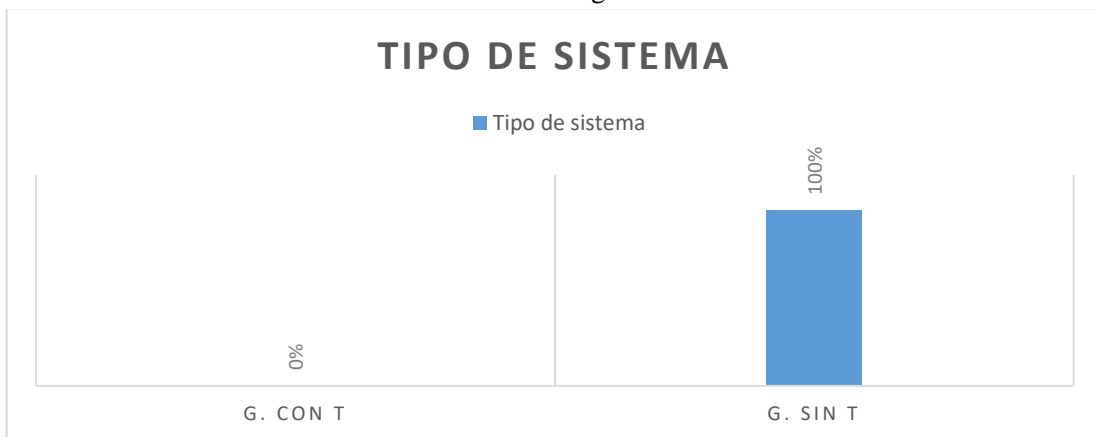 TIPO DE SISTEMA
Tipo de sistema
0%
100%
G. CON T
G. SIN T